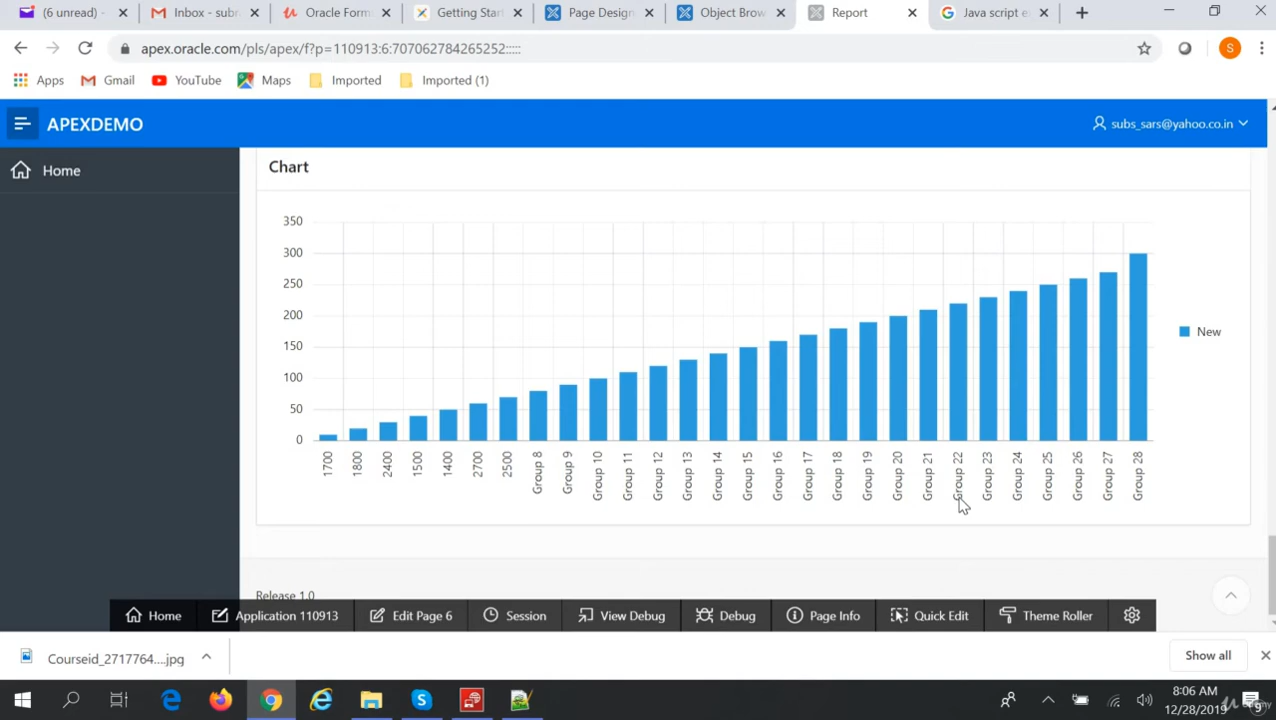 (6 unread) -
Inbox - subr
Oracle Form
Getting Star
Page Design
Object Brow
Report
Java script e
apex.oracle.com/pls/apex/f?p=110913:6:707062784265252:::::
S
Apps
Gmail
YouTube
Maps
Imported
Imported (1)
APEXDEMO
subs_sars@yahoo.co.in
Home
Chart
350
300
250
200
150
100
50
0
New
1700
1800
2400
1500
1400
2700
2500
Group 8
Group 9
Group 10
Group 11
Group 12
Group 13
Group 14
Group 15
Group 16
Group 17
Group 18
Group 19
Group 20
Group 21
Group 22
Group 23
Group 24
Group 25
Group 26
Group 27
Group 28
Release 1.0
Home
Application 110913
Edit Page 6
Session
View Debug
Debug
Page Info
Quick Edit
Theme Roller
Courseid_2717764....jpg
Show all
8:06 AM
12/28/2019